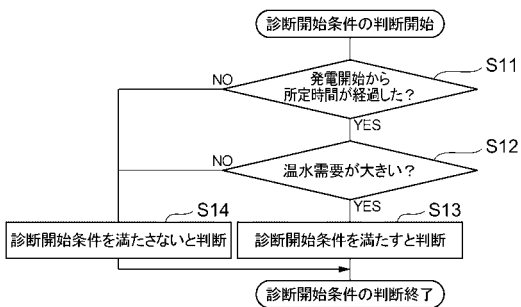 診断開始条件の判断開始
S11
NO
発電開始から
所定時間が経過した?
YES
S12
NO
温水需要が大きい?
YES
S14
S13
診断開始条件を満たさないと判断
診断開始条件を満たすと判断
診断開始条件の判断終了